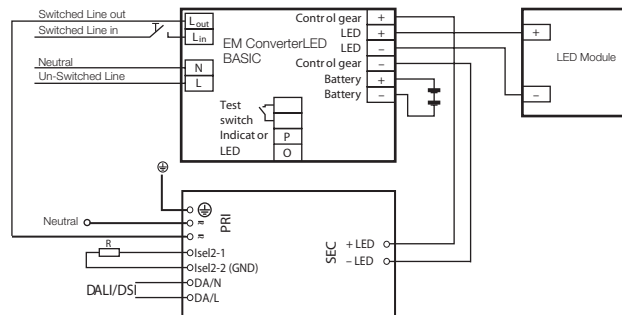 Switched Line out
Switched Line in
Neutral
Un-Switched Line
Lout
Lin
N
L
EM ConverterLED
BASIC
Control gear +
LED +
LED –
Control gear –
Battery +
Battery –
Test
switch
Indicator
LED
P
O
+
LED Module
–
Neutral
PRI
R
Isel2-1
Isel2-2 (GND)
DALI/DSI
DA/N
DA/L
SEC
+ LED
– LED